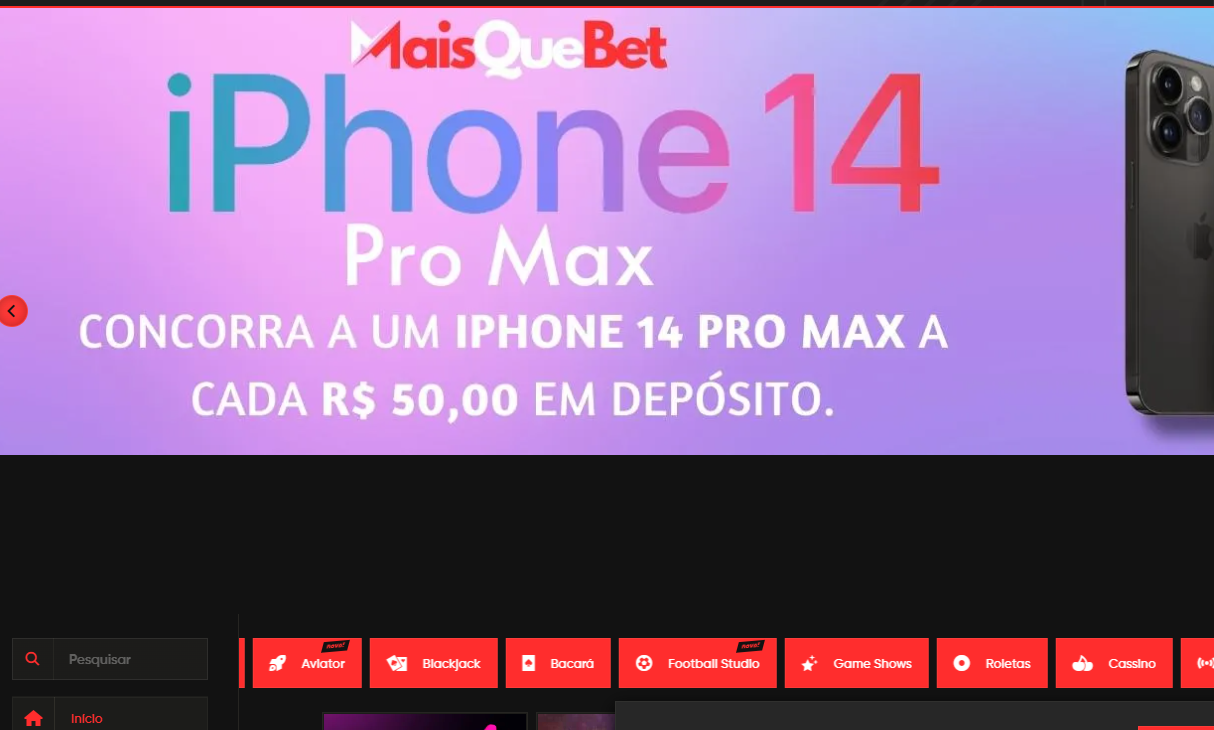 MaisQueBet
iPhone 14
Pro Max
CONCORRA A UM IPHONE 14 PRO MAX A
CADA R$ 50,00 EM DEPÓSITO.
Pesquisar
Início
novo!
Aviator
Blackjack
Bacará
novo!
Football Studio
Game Shows
Roletas
Cassino